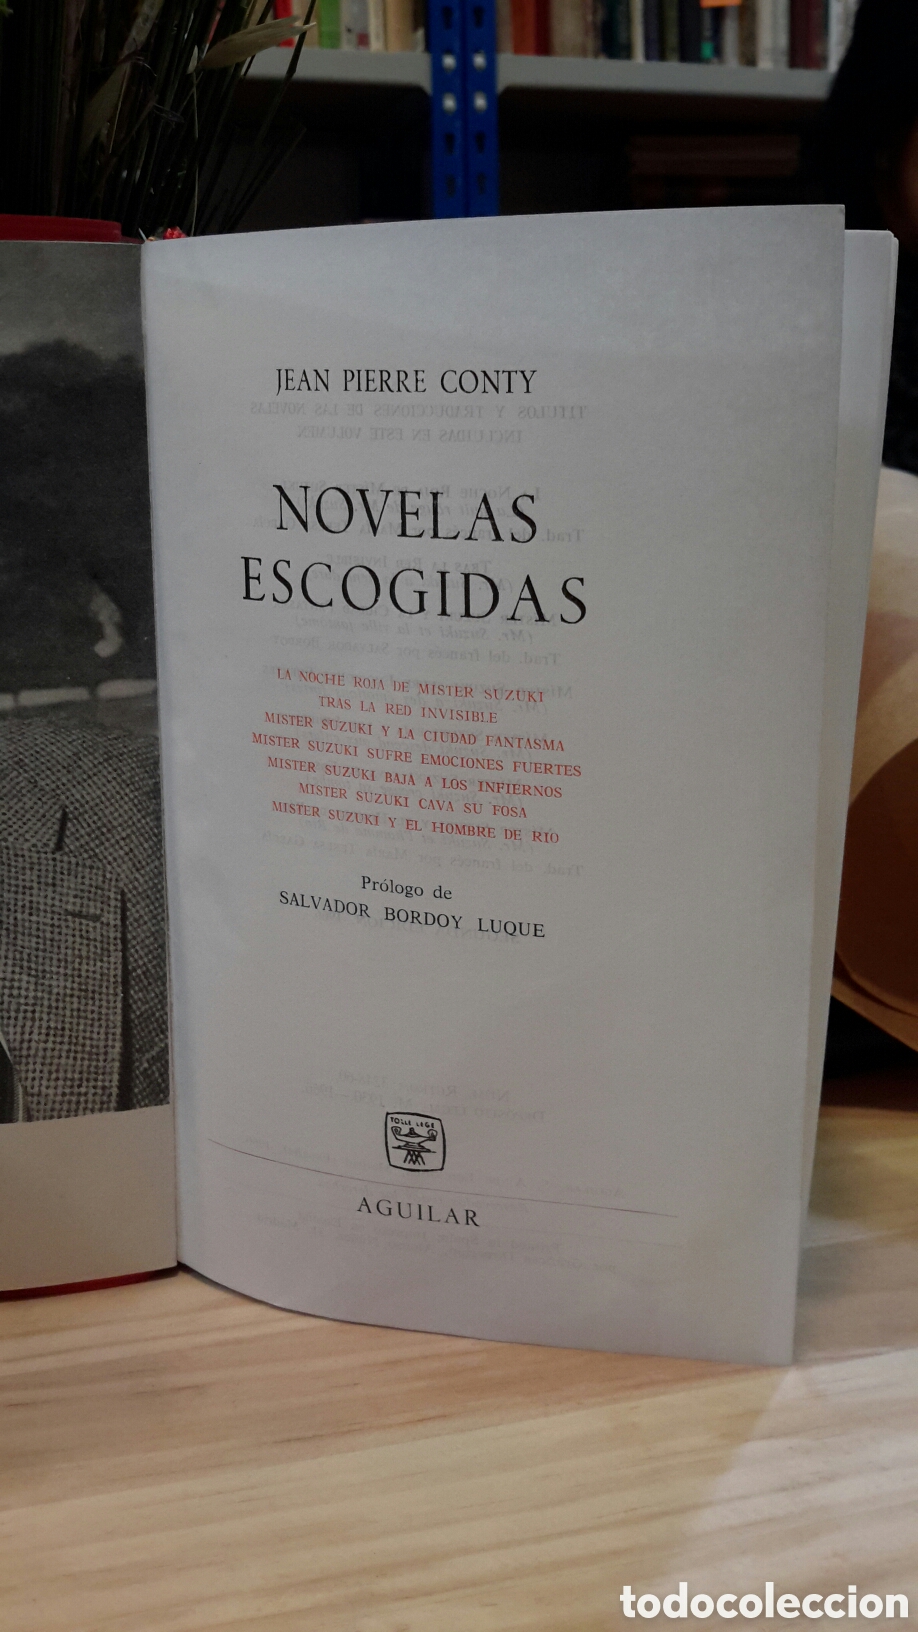 JEAN PIERRE CONTY
NOVELAS
ESCOGIDAS
LA NOCHE ROJA DE MISTER SUZUKI
TRAS LA RED INVISIBLE
MISTER SUZUKI Y LA CIUDAD FANTASMA
MISTER SUZUKI SUFRE EMOCIONES FUERTES
MISTER SUZUKI BAJA A LOS INFIERNOS
MISTER SUZUKI CAVA SU FOSA
MISTER SUZUKI Y EL HOMBRE DE RIO
Prólogo de
SALVADOR BORDOY LUQUE
TOLLE LEGE
AGUILAR
todocoleccion